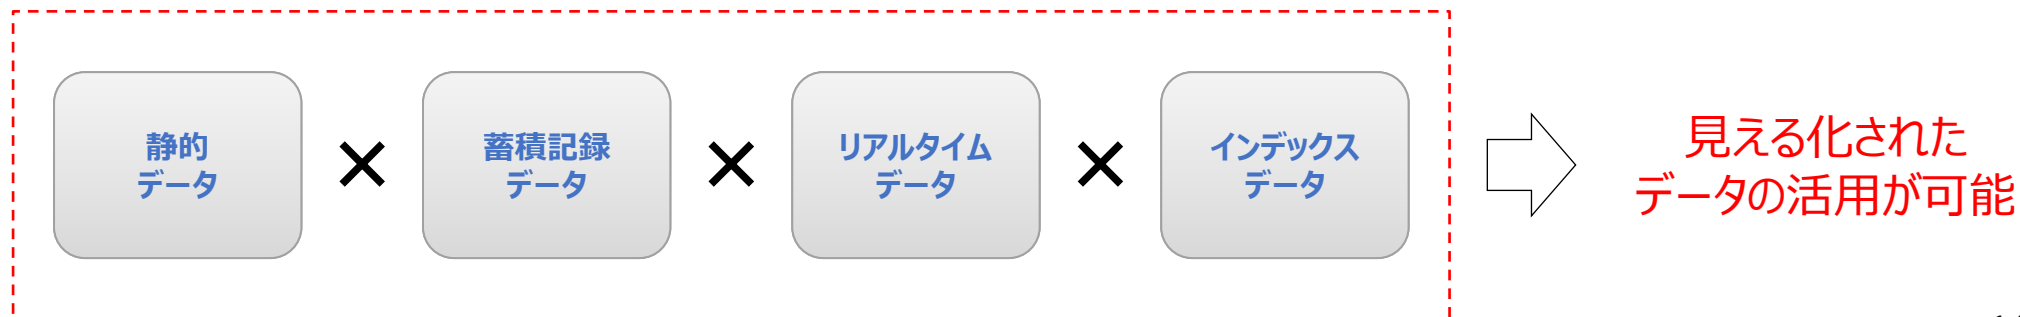 静的
データ
×
蓄積記録
データ
×
リアルタイム
データ
×
インデックス
データ
見える化された
データの活用が可能